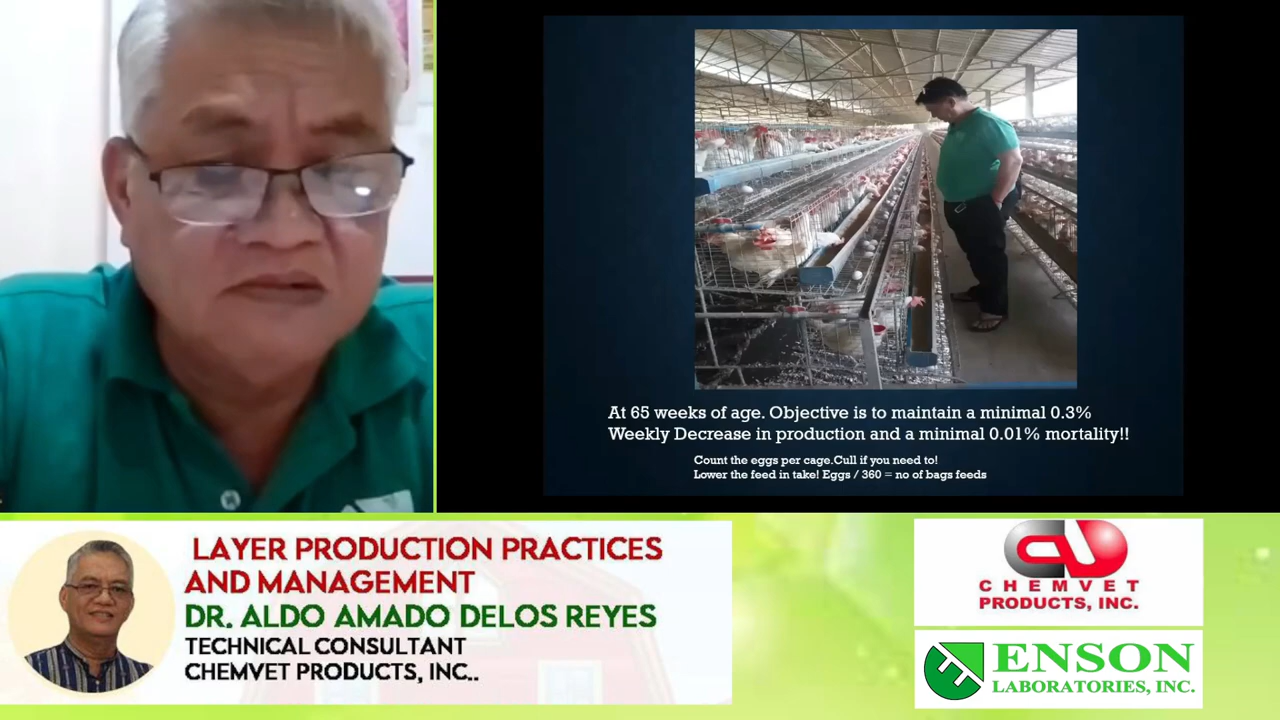 At 65 weeks of age. Objective is to maintain a minimal 0.3%
Weekly Decrease in production and a minimal 0.01% mortality!!
Count the eggs per cage.Cull if you need to!
Lower the feed in take! Eggs / 360 = no of bags feeds
LAYER PRODUCTION PRACTICES
AND MANAGEMENT
DR. ALDO AMADO DELOS REYES
TECHNICAL CONSULTANT
CHEMVET PRODUCTS, INC..
CHEMVET
PRODUCTS, INC.
ENSON
LABORATORIES, INC.